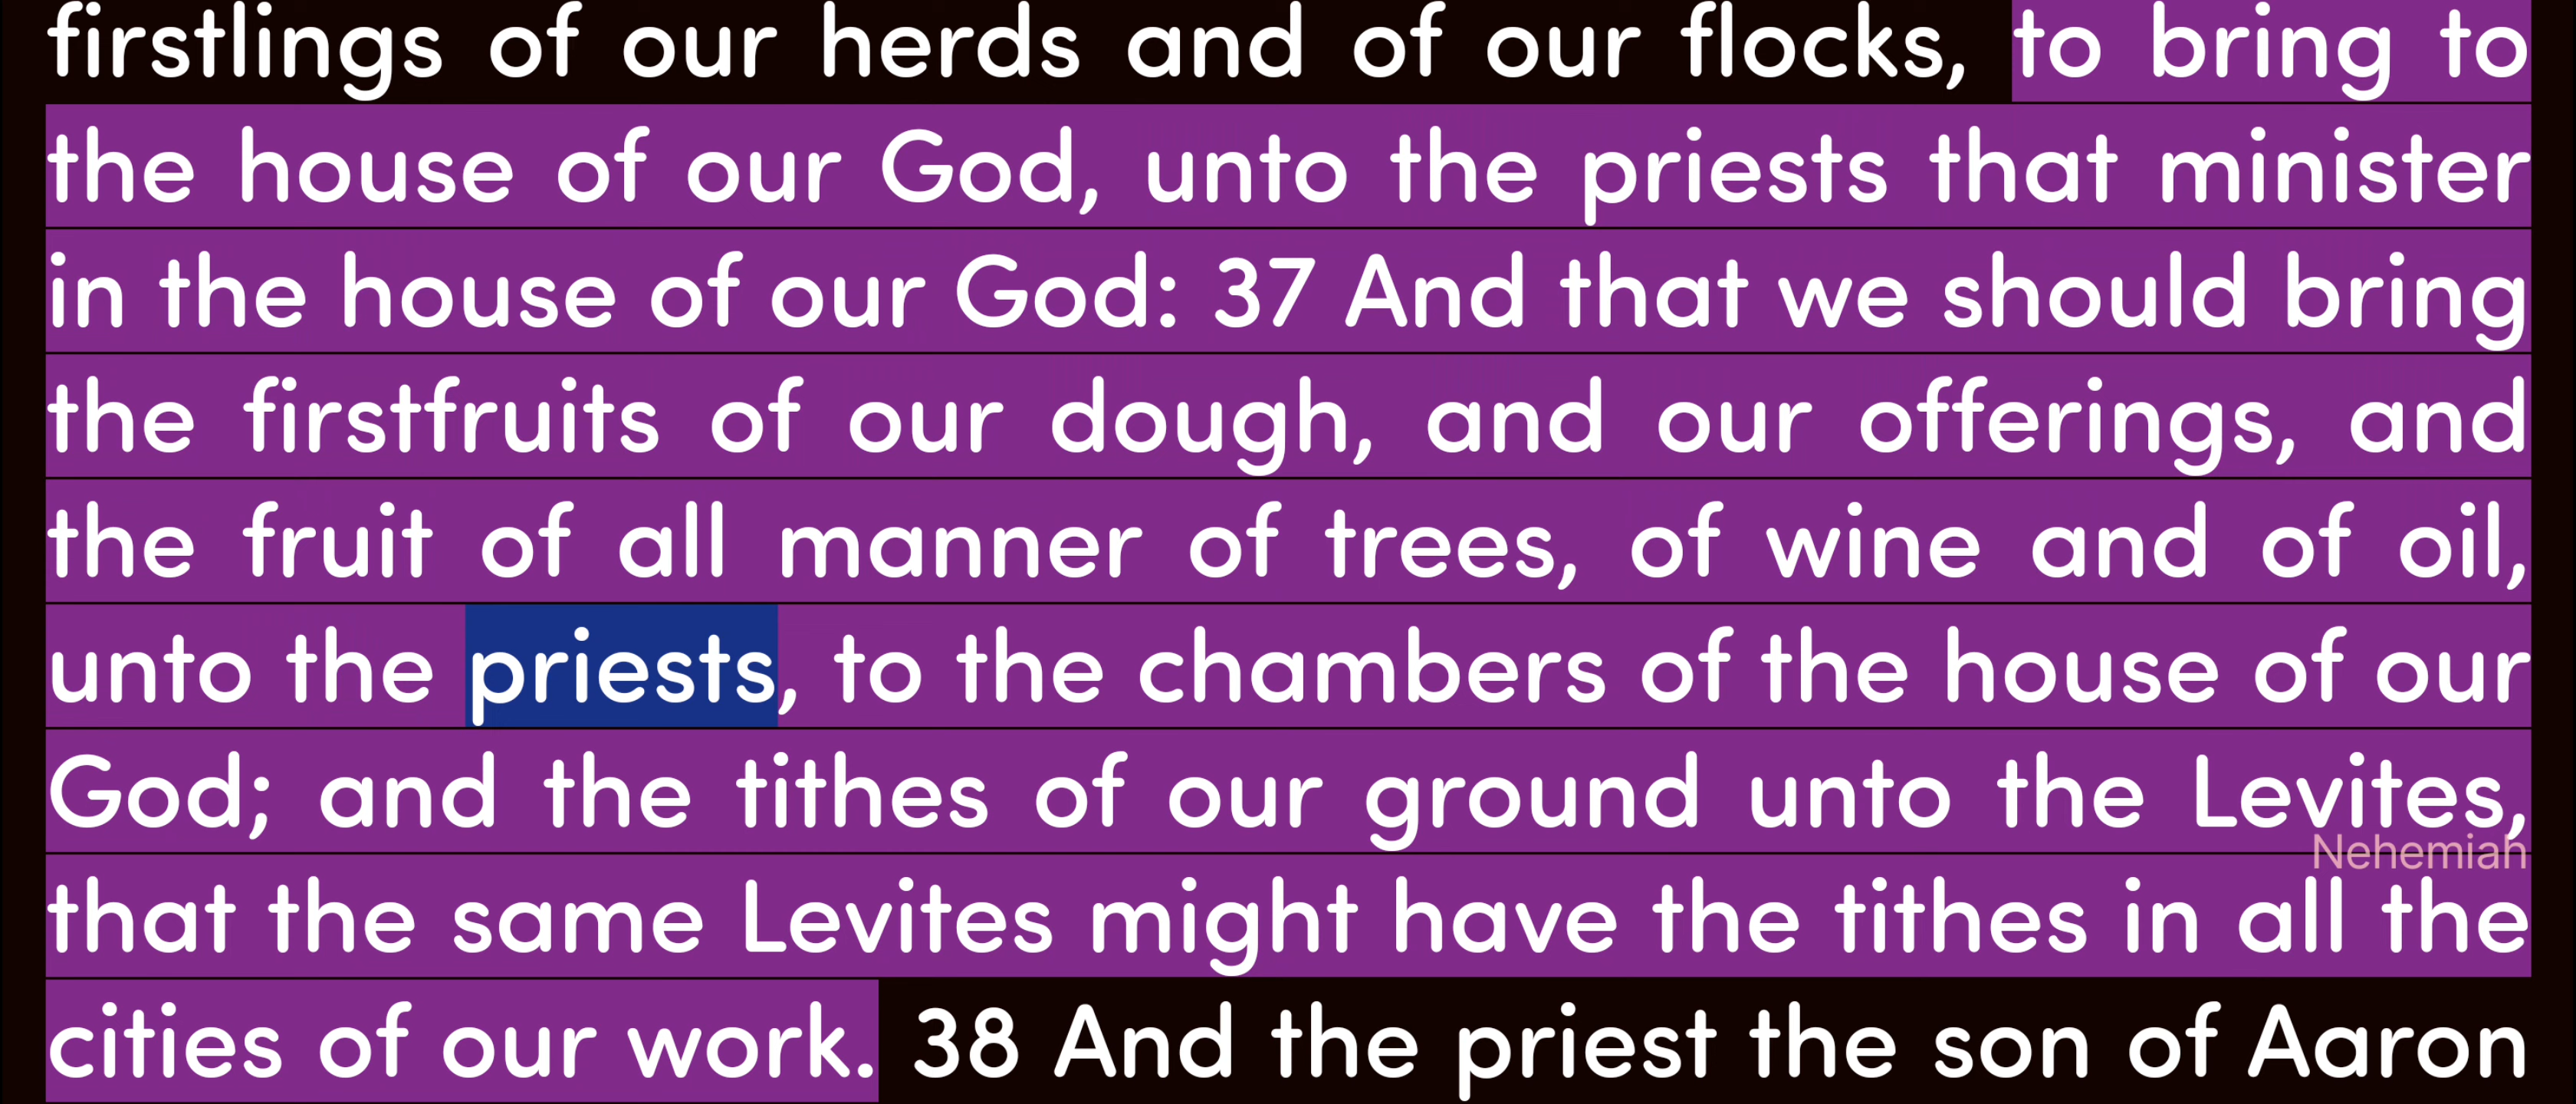 firstlings of our herds and of our flocks, to bring to
the house of our God, unto the priests that minister
in the house of our God: 37 And that we should bring
the firstfruits of our dough, and our offerings, and
the fruit of all manner of trees, of wine and of oil,
unto the priests, to the chambers of the house of our
God; and the tithes of our ground unto the Levites,
Nehemiah
that the same Levites might have the tithes in all the
cities of our work. 38 And the priest the son of Aaron